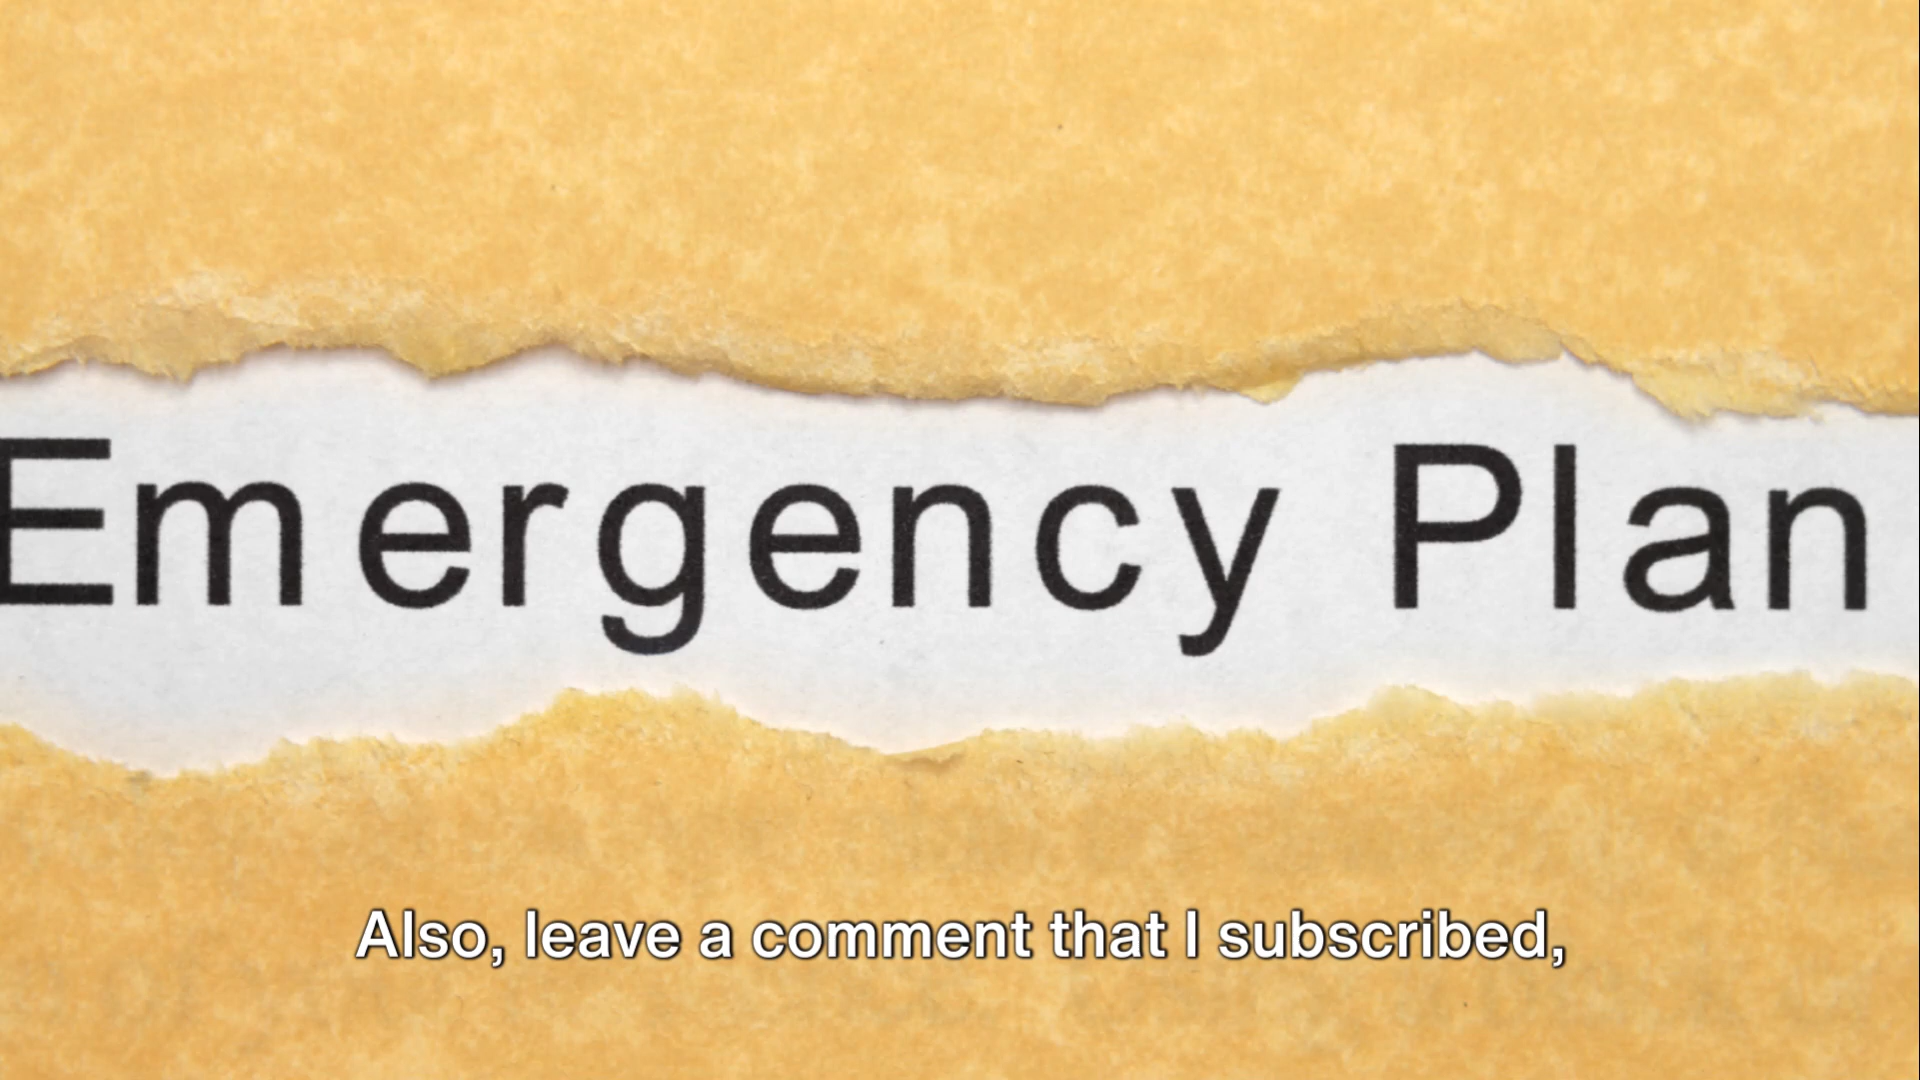 Emergency Plan
Also, leave a comment that I subscribed,